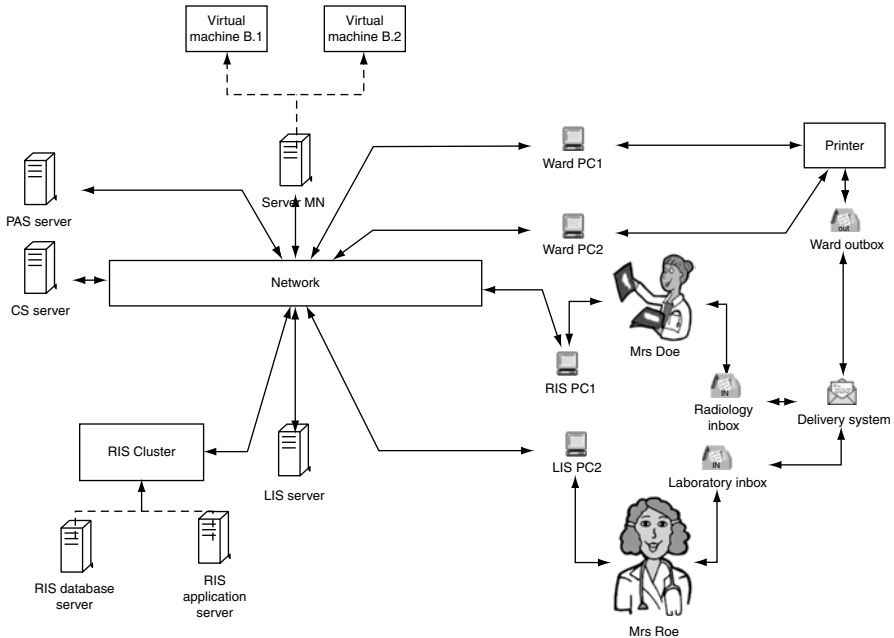 Virtual
machine B.1
Virtual
machine B.2
Server MN
PAS server
CS server
Network
Ward PC1
Ward PC2
Printer
out
Ward outbox
Mrs Doe
RIS PC1
IN
Radiology
inbox
Delivery system
RIS Cluster
LIS server
LIS PC2
IN
Laboratory inbox
RIS database
server
RIS
application
server
Mrs Roe